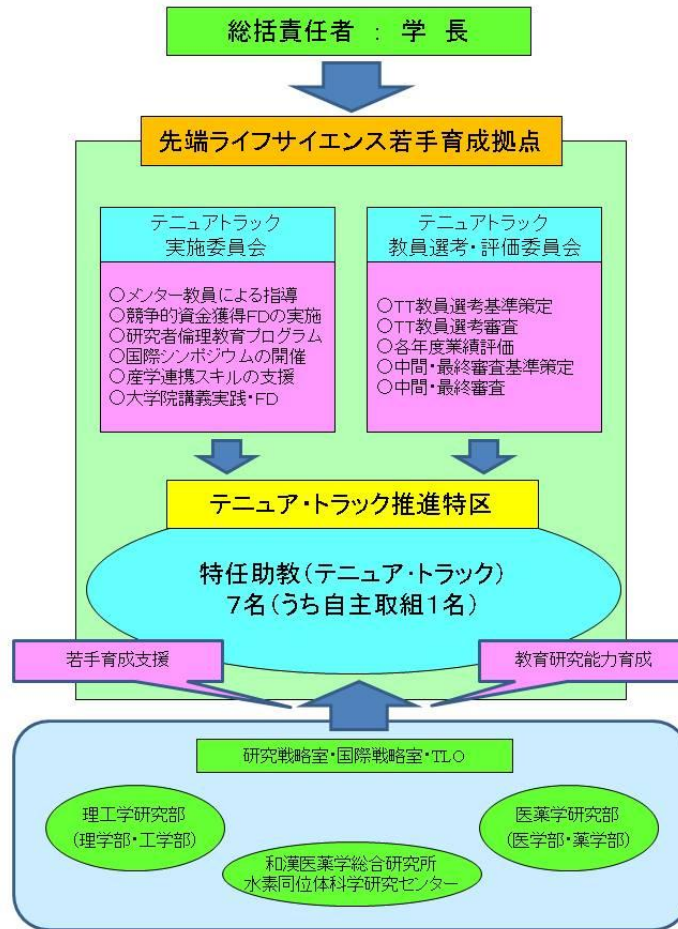 総括責任者 : 学 長
先端ライフサイエンス若手育成拠点
テニュアトラック
実施委員会
○メンター教員による指導
○競争的資金獲得FDの実施
○研究者倫理教育プログラム
○国際シンポジウムの開催
○産学連携スキルの支援
○大学院講義実践・FD
テニュアトラック
教員選考・評価委員会
○TT教員選考基準策定
○TT教員選考審査
○各年度業績評価
○中間・最終審査基準策定
○中間・最終審査
テニュア・トラック推進特区
特任助教(テニュア・トラック)
7名(うち自主取組1名)
若手育成支援
教育研究能力育成
研究戦略室・国際戦略室・TLO
理工学研究部
(理学部・工学部)
医薬学研究部
(医学部・薬学部)
和漢医薬学総合研究所
水素同位体科学研究センター